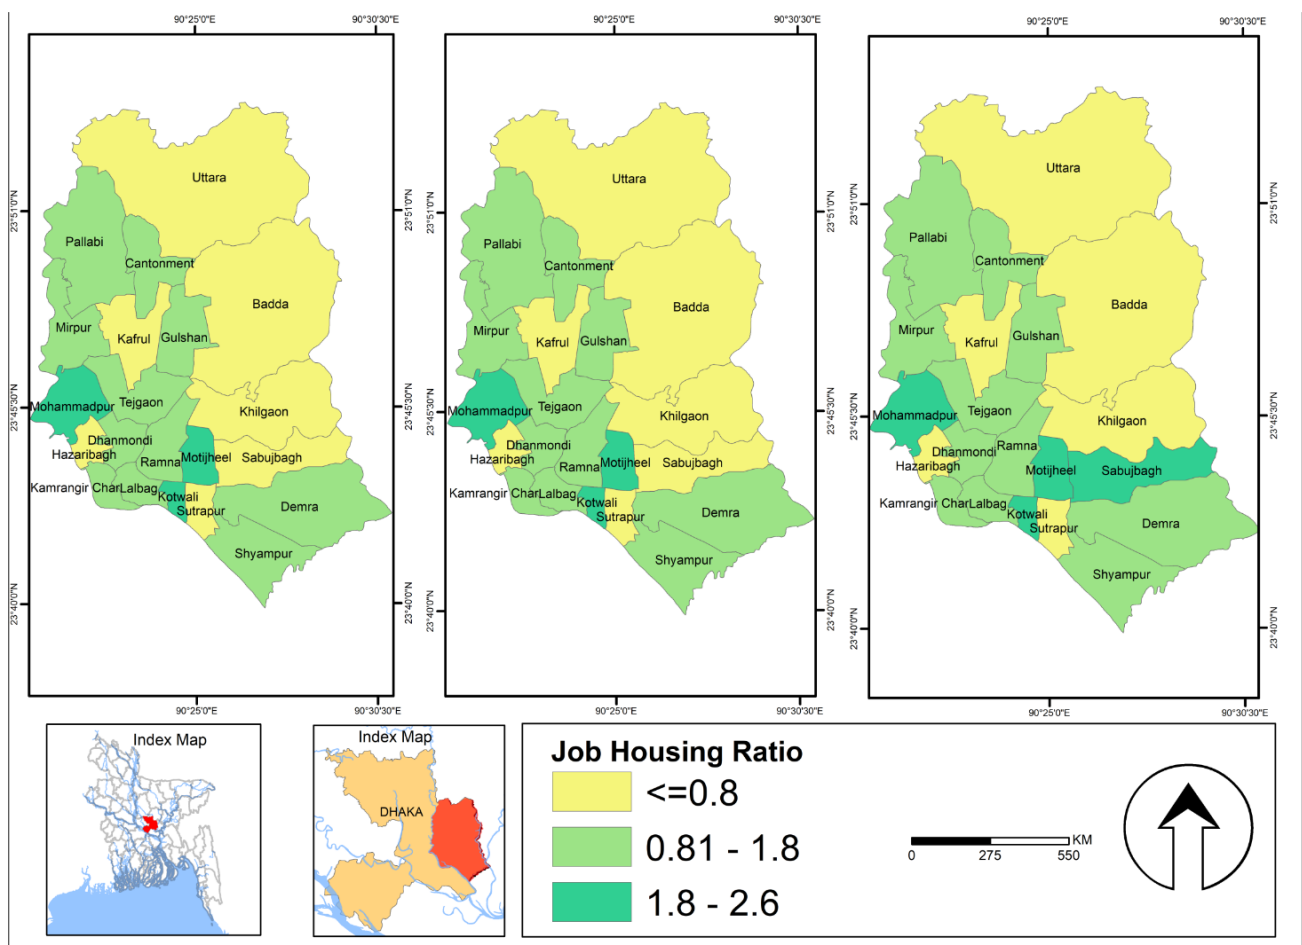 90°25'0"E
90°30'30"E
90°25'0"E
90°30'30"E
90°25'0"E
90°30'30"E
23°51'0"N
23°45'30"N
23°40'0"N
Uttara
Pallabi
Cantonment
Badda
Mirpur
Kafrul
Gulshan
Mohammadpur
Tejgaon
Khilgaon
Dhanmondi
Hazaribagh
Ramna
Motijheel
Sabujbagh
Kamrangir
Char
Lalbag
Kotwali
Sutrapur
Demra
Shyampur
23°51'0"N
23°45'30"N
23°40'0"N
23°51'0"N
23°45'30"N
23°40'0"N
Uttara
Pallabi
Cantonment
Badda
Mirpur
Kafrul
Gulshan
Mohammadpur
Tejgaon
Khilgaon
Dhanmondi
Hazaribagh
Ramna
Motijheel
Sabujbagh
Kamrangir
Char
Lalbag
Kotwali
Sutrapur
Demra
Shyampur
23°51'0"N
23°45'30"N
23°40'0"N
23°51'0"N
23°45'30"N
23°40'0"N
Uttara
Pallabi
Cantonment
Badda
Mirpur
Kafrul
Gulshan
Mohammadpur
Tejgaon
Khilgaon
Dhanmondi
Hazaribagh
Ramna
Motijheel
Sabujbagh
Kamrangir
Char
Lalbag
Kotwali
Sutrapur
Demra
Shyampur
23°51'0"N
23°45'30"N
23°40'0"N
90°25'0"E
90°30'30"E
90°25'0"E
90°30'30"E
90°25'0"E
90°30'30"E
Index Map
Index Map
DHAKA
Job Housing Ratio
<=0.8
0.81 - 1.8
1.8 - 2.6
KM
0 275 550